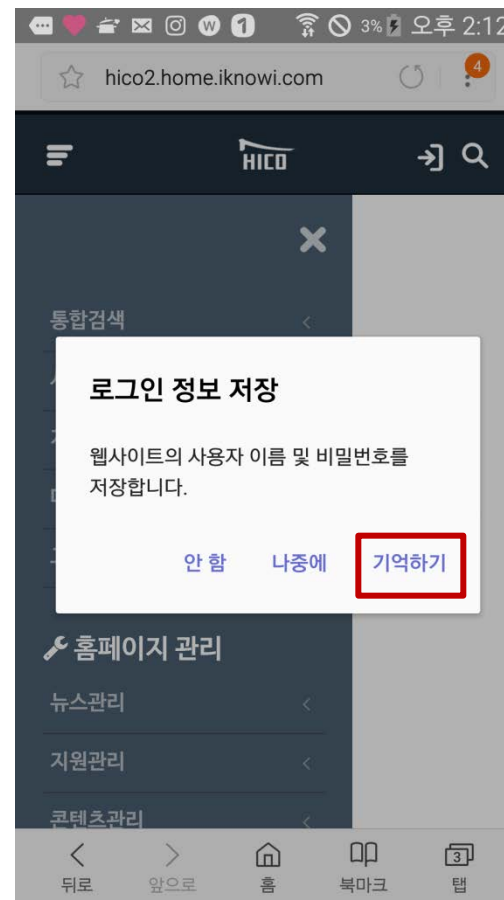 W 1 3% 오후 2:12
hico2.home.iknowi.com 4
HICO
통합검색
로그인 정보 저장
웹사이트의 사용자 이름 및 비밀번호를
저장합니다.
안 함 나중에 기억하기
홈페이지 관리
뉴스관리
지원관리
콘텐츠관리
3
뒤로 앞으로 홈 북마크 탭